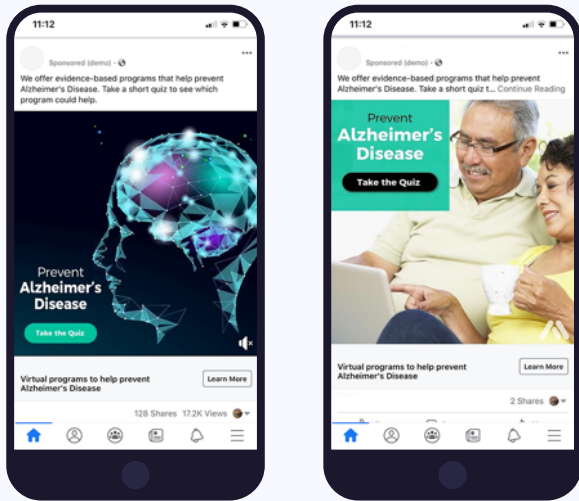 11:12
Sponsored (demo) •
We offer evidence-based programs that help prevent
Alzheimer's Disease. Take a short quiz to see which
program could help.
Prevent
Alzheimer's
Disease
Take the Quiz
Virtual programs to help prevent
Alzheimer's Disease
Learn More
128 Shares 17.2K Views
11:12
Sponsored (demo) •
We offer evidence-based programs that help prevent
Alzheimer's Disease. Take a short quiz t... Continue Reading
Prevent
Alzheimer's
Disease
Take the Quiz
Virtual programs to help prevent
Alzheimer's Disease
Learn More
2 Shares